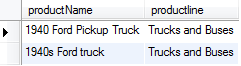 productName productline
1940 Ford Pickup Truck Trucks and Buses
1940s Ford truck Trucks and Buses